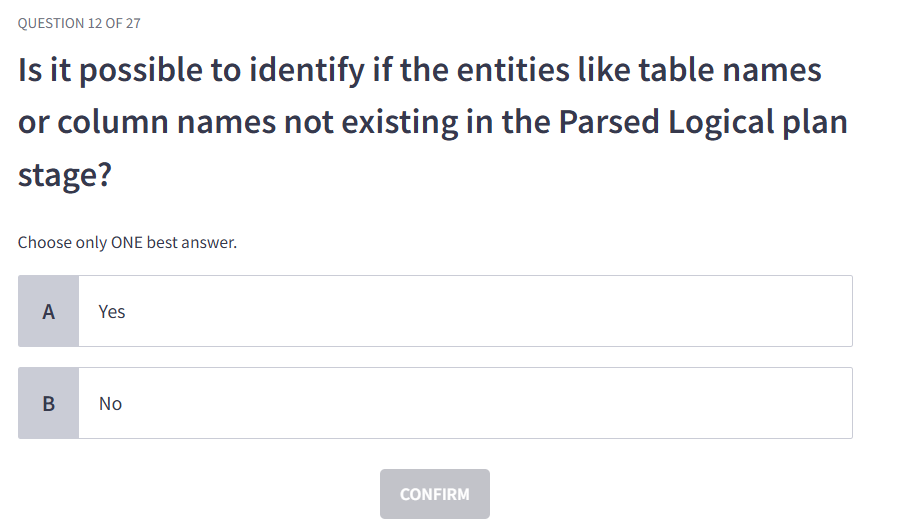 QUESTION 12 OF 27
Is it possible to identify if the entities like table names
or column names not existing in the Parsed Logical plan
stage?
Choose only ONE best answer.
A Yes
B No
CONFIRM